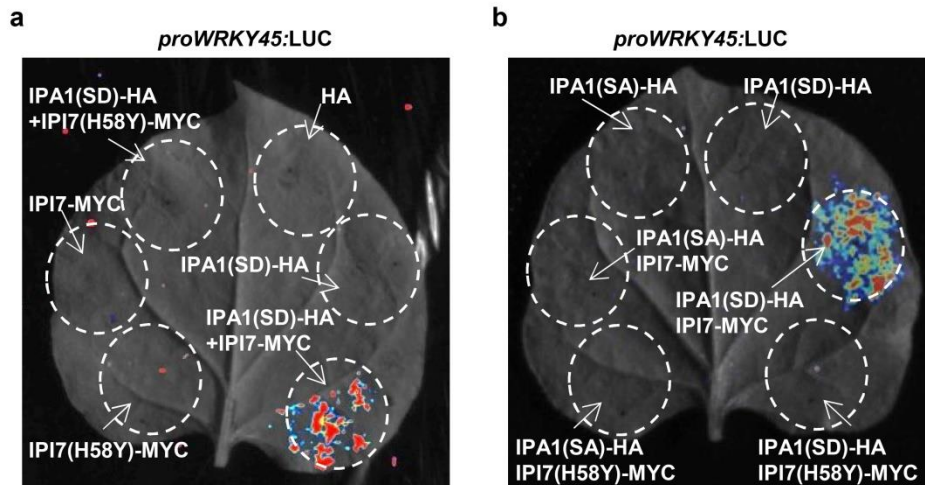 a
proWRKY45:LUC
IPA1(SD)-HA
+IPI7(H58Y)-MYC
HA
IPI7-MYC
IPA1(SD)-HA
IPA1(SD)-HA
+IPI7-MYC
IPI7(H58Y)-MYC
b
proWRKY45:LUC
IPA1(SA)-HA
IPA1(SD)-HA
IPA1(SA)-HA
IPI7-MYC
IPA1(SD)-HA
IPI7-MYC
IPA1(SA)-HA
IPI7(H58Y)-MYC
IPA1(SD)-HA
IPI7(H58Y)-MYC